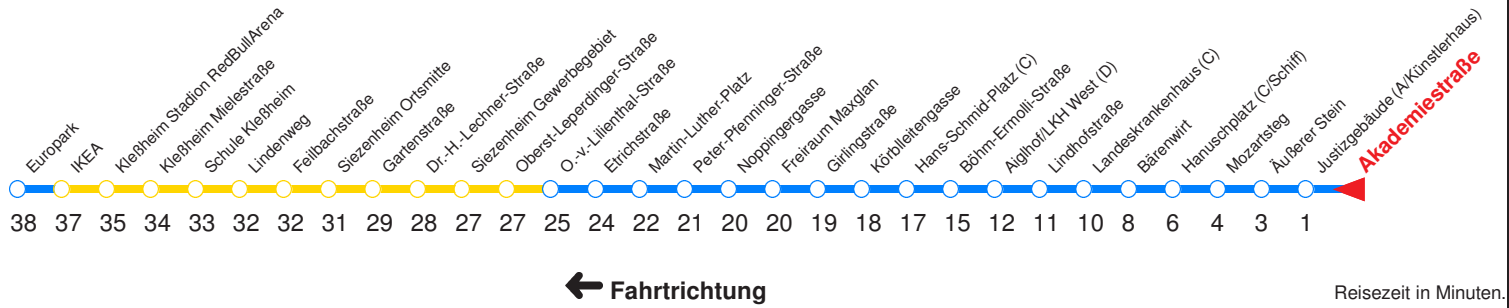 Europark
IKEA
Kleßheim Stadion RedBullArena
Kleßheim Mielestraße
Schule Kleßheim
Lindenweg
Feilbachstraße
Siezenheim Ortsmitte
Gartenstraße
Dr.-H.-Lechner-Straße
Siezenheim Gewerbegebiet
Oberst-Leperdinger-Straße
O.-v.-Lilienthal-Straße
Etrichstraße
Martin-Luther-Platz
Peter-Pfenninger-Straße
Noppingergasse
Freiraum Maxglan
Girlingstraße
Körbleitengasse
Hans-Schmid-Platz (C)
Böhm-Ermolli-Straße
Aiglhof/LKH West (D)
Lindhofstraße
Landeskrankenhaus (C)
Bärenwirt
Hanuschplatz (C/Schiff)
Mozartsteg
Äußerer Stein
Justizgebäude (A/Künstlerhaus)
Akademiestraße
38 37 35 34 33 32 32 31 29 28 27 27 25 24 22 21 20 20 19 18 17 15 12 11 10 8 6 4 3 1
Fahrtrichtung
Reisezeit in Minuten.